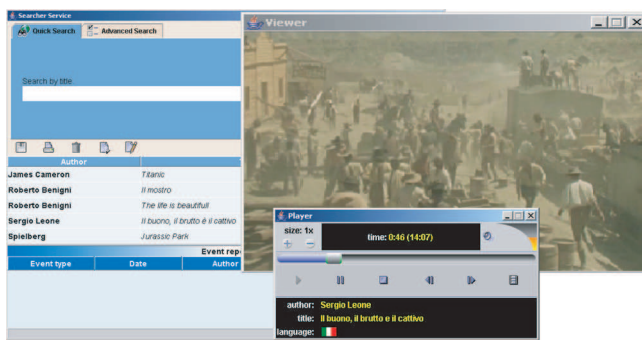 Searcher Service
Quick Search Advanced Search
Search by title
Author
James Cameron Titanic
Roberto Benigni Il mostro
Roberto Benigni The life is beautifull
Sergio Leone Il buono, il brutto è il cattivo
Spielberg Jurassic Park
Event repo
Event type Date Author
Viewer
Player
size: 1x
time: 0:46 (14:07)
author: Sergio Leone
title: Il buono, il brutto e il cattivo
language: